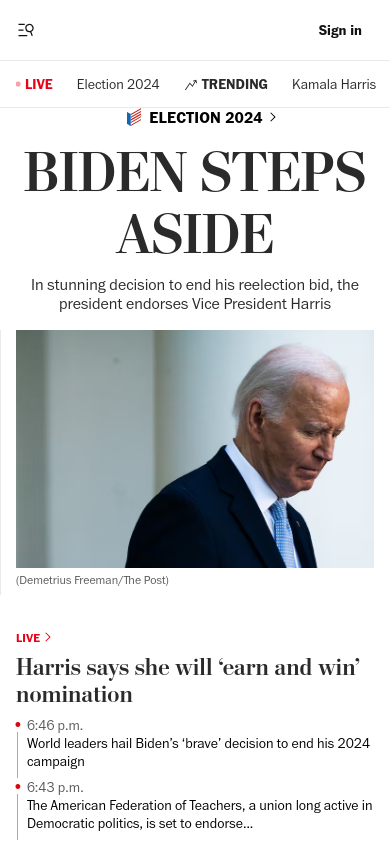 Sign in
LIVE Election 2024 TRENDING Kamala Harris
ELECTION 2024
BIDEN STEPS
ASIDE
In stunning decision to end his reelection bid, the
president endorses Vice President Harris
(Demetrius Freeman/The Post)
LIVE
Harris says she will ‘earn and win’
nomination
6:46 p.m.
World leaders hail Biden’s ‘brave’ decision to end his 2024
campaign
6:43 p.m.
The American Federation of Teachers, a union long active in
Democratic politics, is set to endorse...